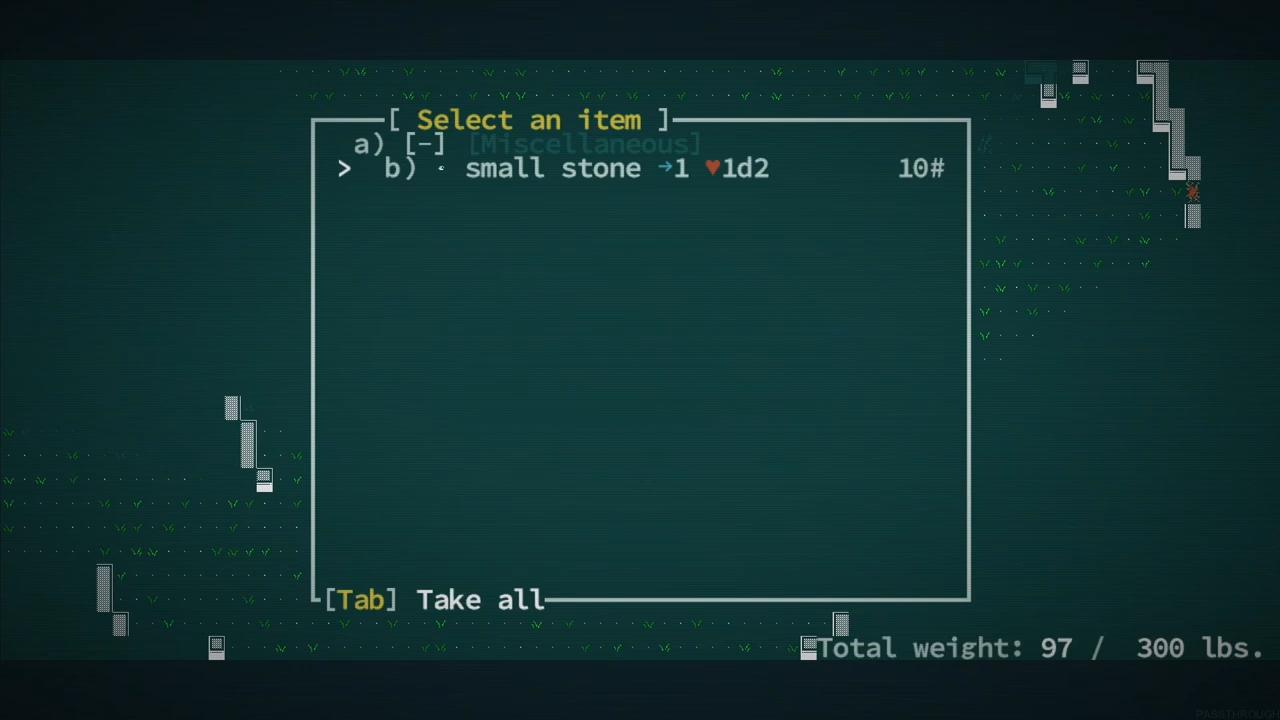 [ Select an item ]
a) [-] [Miscellaneous]
> b) small stone →1 ♥1d2 10#
[Tab] Take all
Total weight: 97 / 300 lbs.